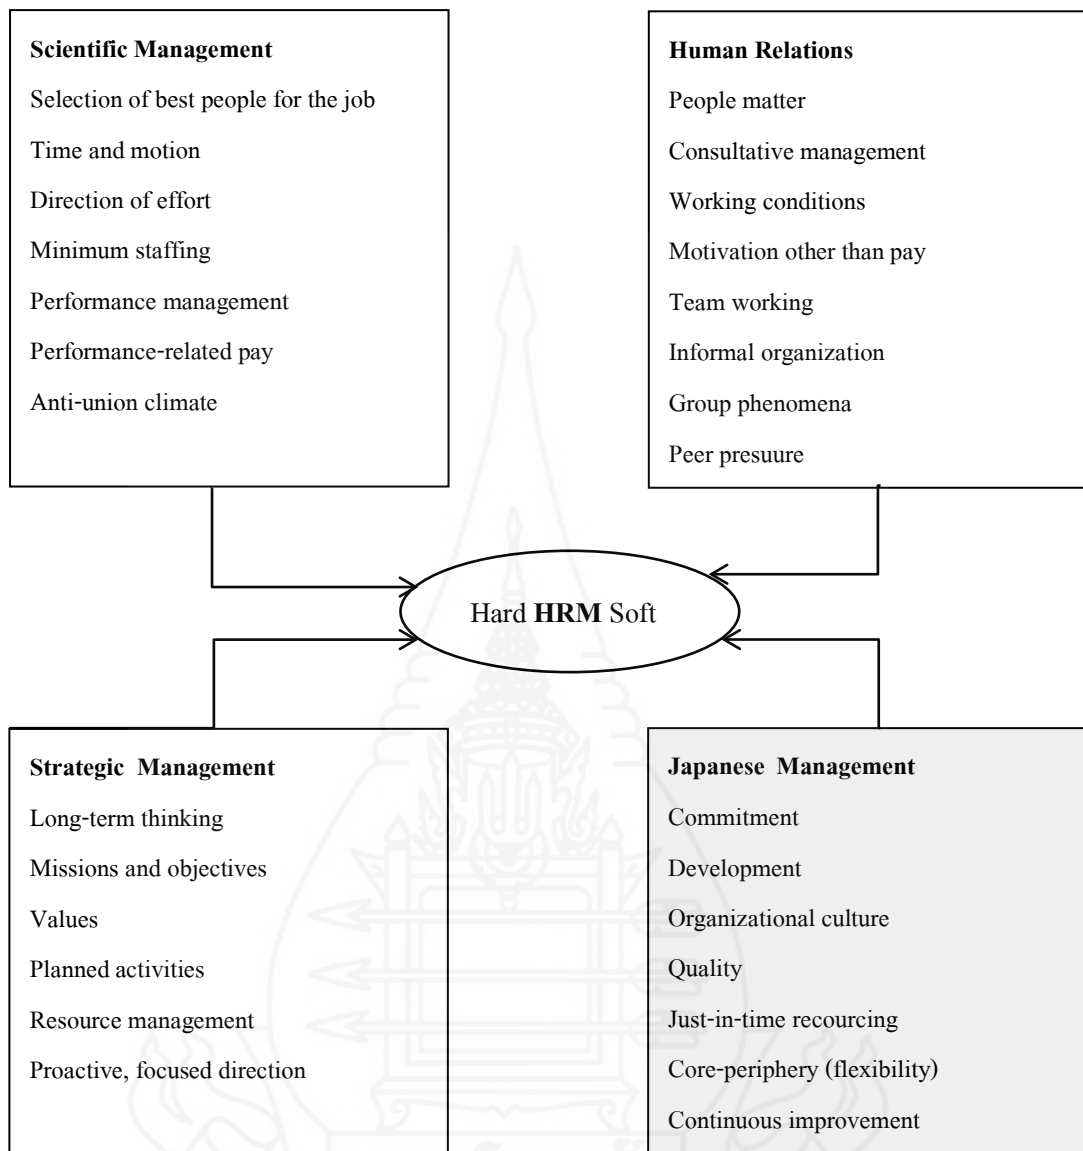 Scientific Management
Selection of best people for the job
Time and motion
Direction of effort
Minimum staffing
Performance management
Performance-related pay
Anti-union climate
Human Relations
People matter
Consultative management
Working conditions
Motivation other than pay
Team working
Informal organization
Group phenomena
Peer presuure
Hard HRM Soft
Strategic Management
Long-term thinking
Missions and objectives
Values
Planned activities
Resource management
Proactive, focused direction
Japanese Management
Commitment
Development
Organizational culture
Quality
Just-in-time recourcing
Core-periphery (flexibility)
Continuous improvement